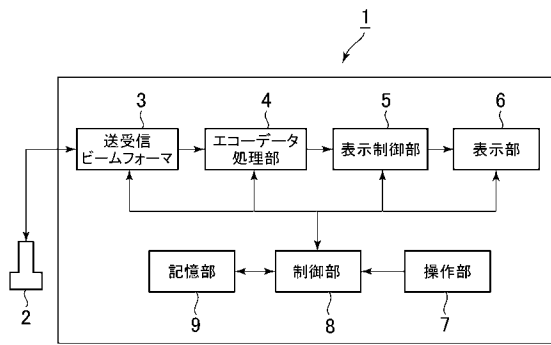 1
3
4
5
6
送受信
ビームフォーマ
エコーデータ
処理部
表示制御部
表示部
記憶部
制御部
操作部
2
9
8
7